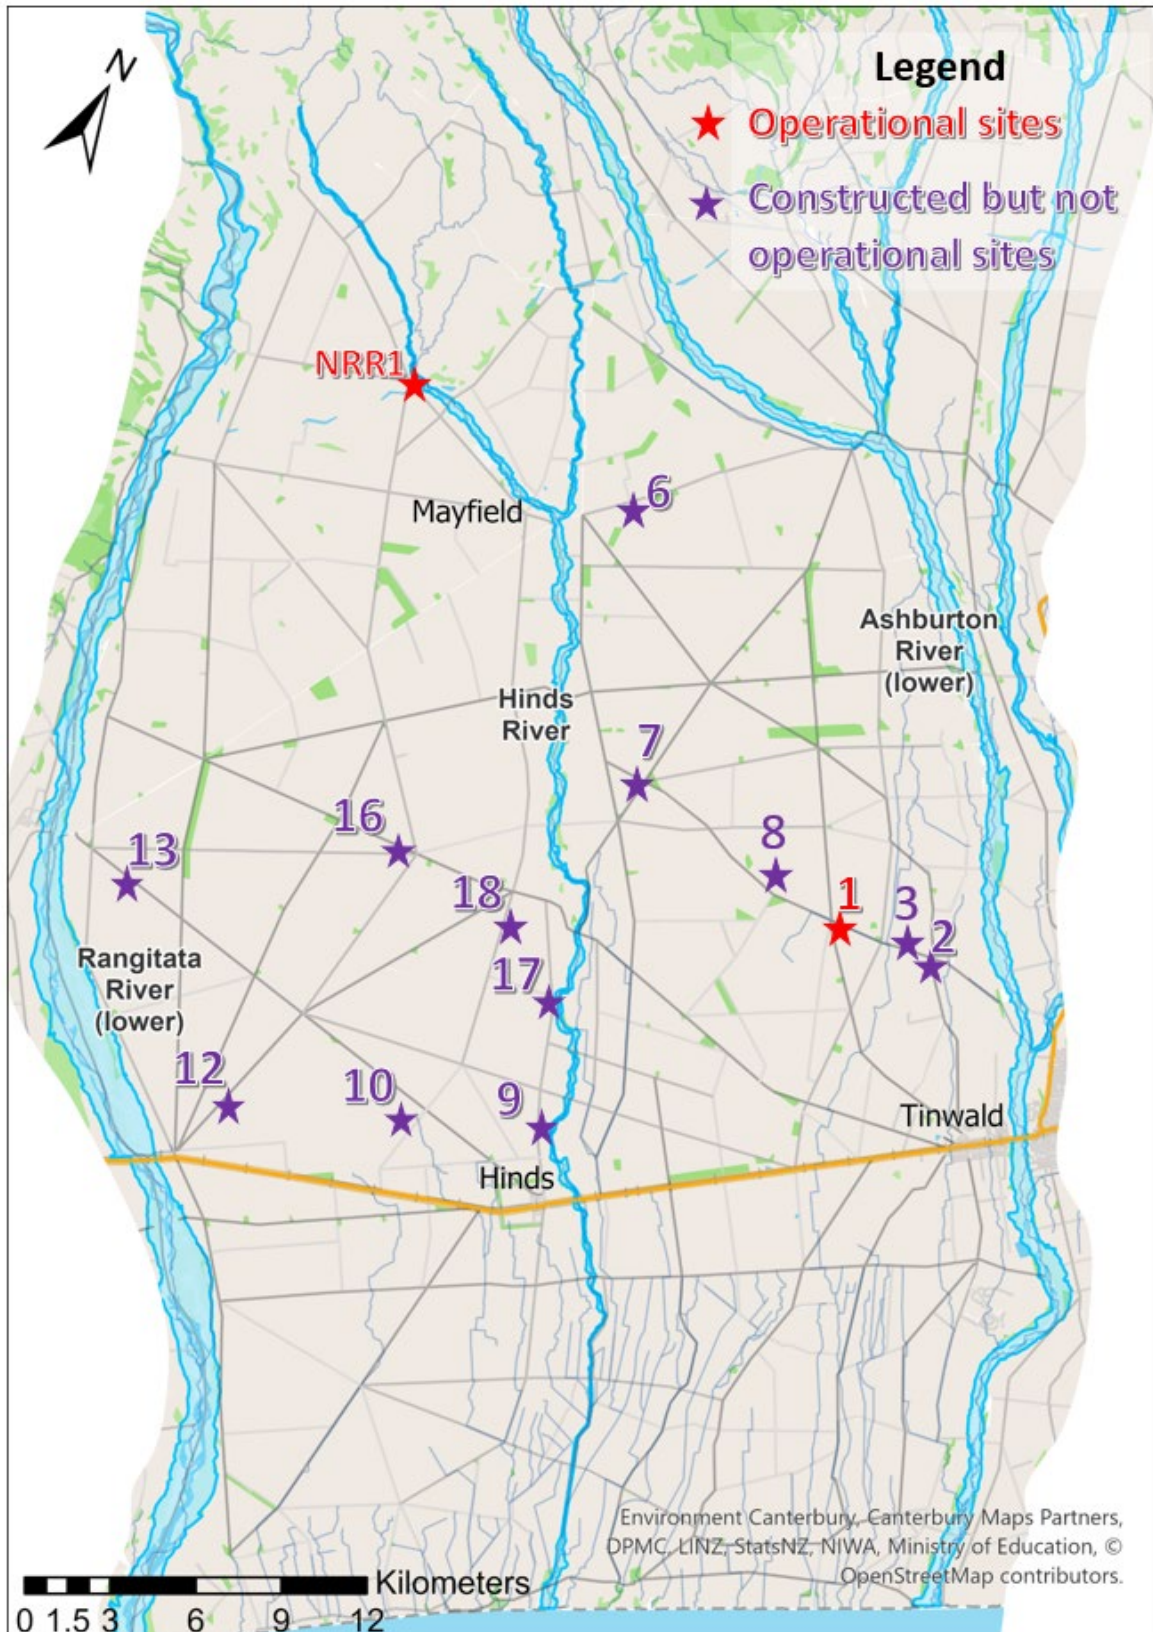 N
Legend
Operational sites
Constructed but not
operational sites
NRR1
6
Mayfield
Ashburton
River
(lower)
Hinds
River
7
16
8
13
18
1
3
2
Rangitata
River
(lower)
17
12
10
9
Tinwald
Hinds
Environment Canterbury, Canterbury Maps Partners,
DPMC, LINZ, StatsNZ, NIWA, Ministry of Education, ©
OpenStreetMap contributors.
Kilometers
0 1.5 3 6 9 12